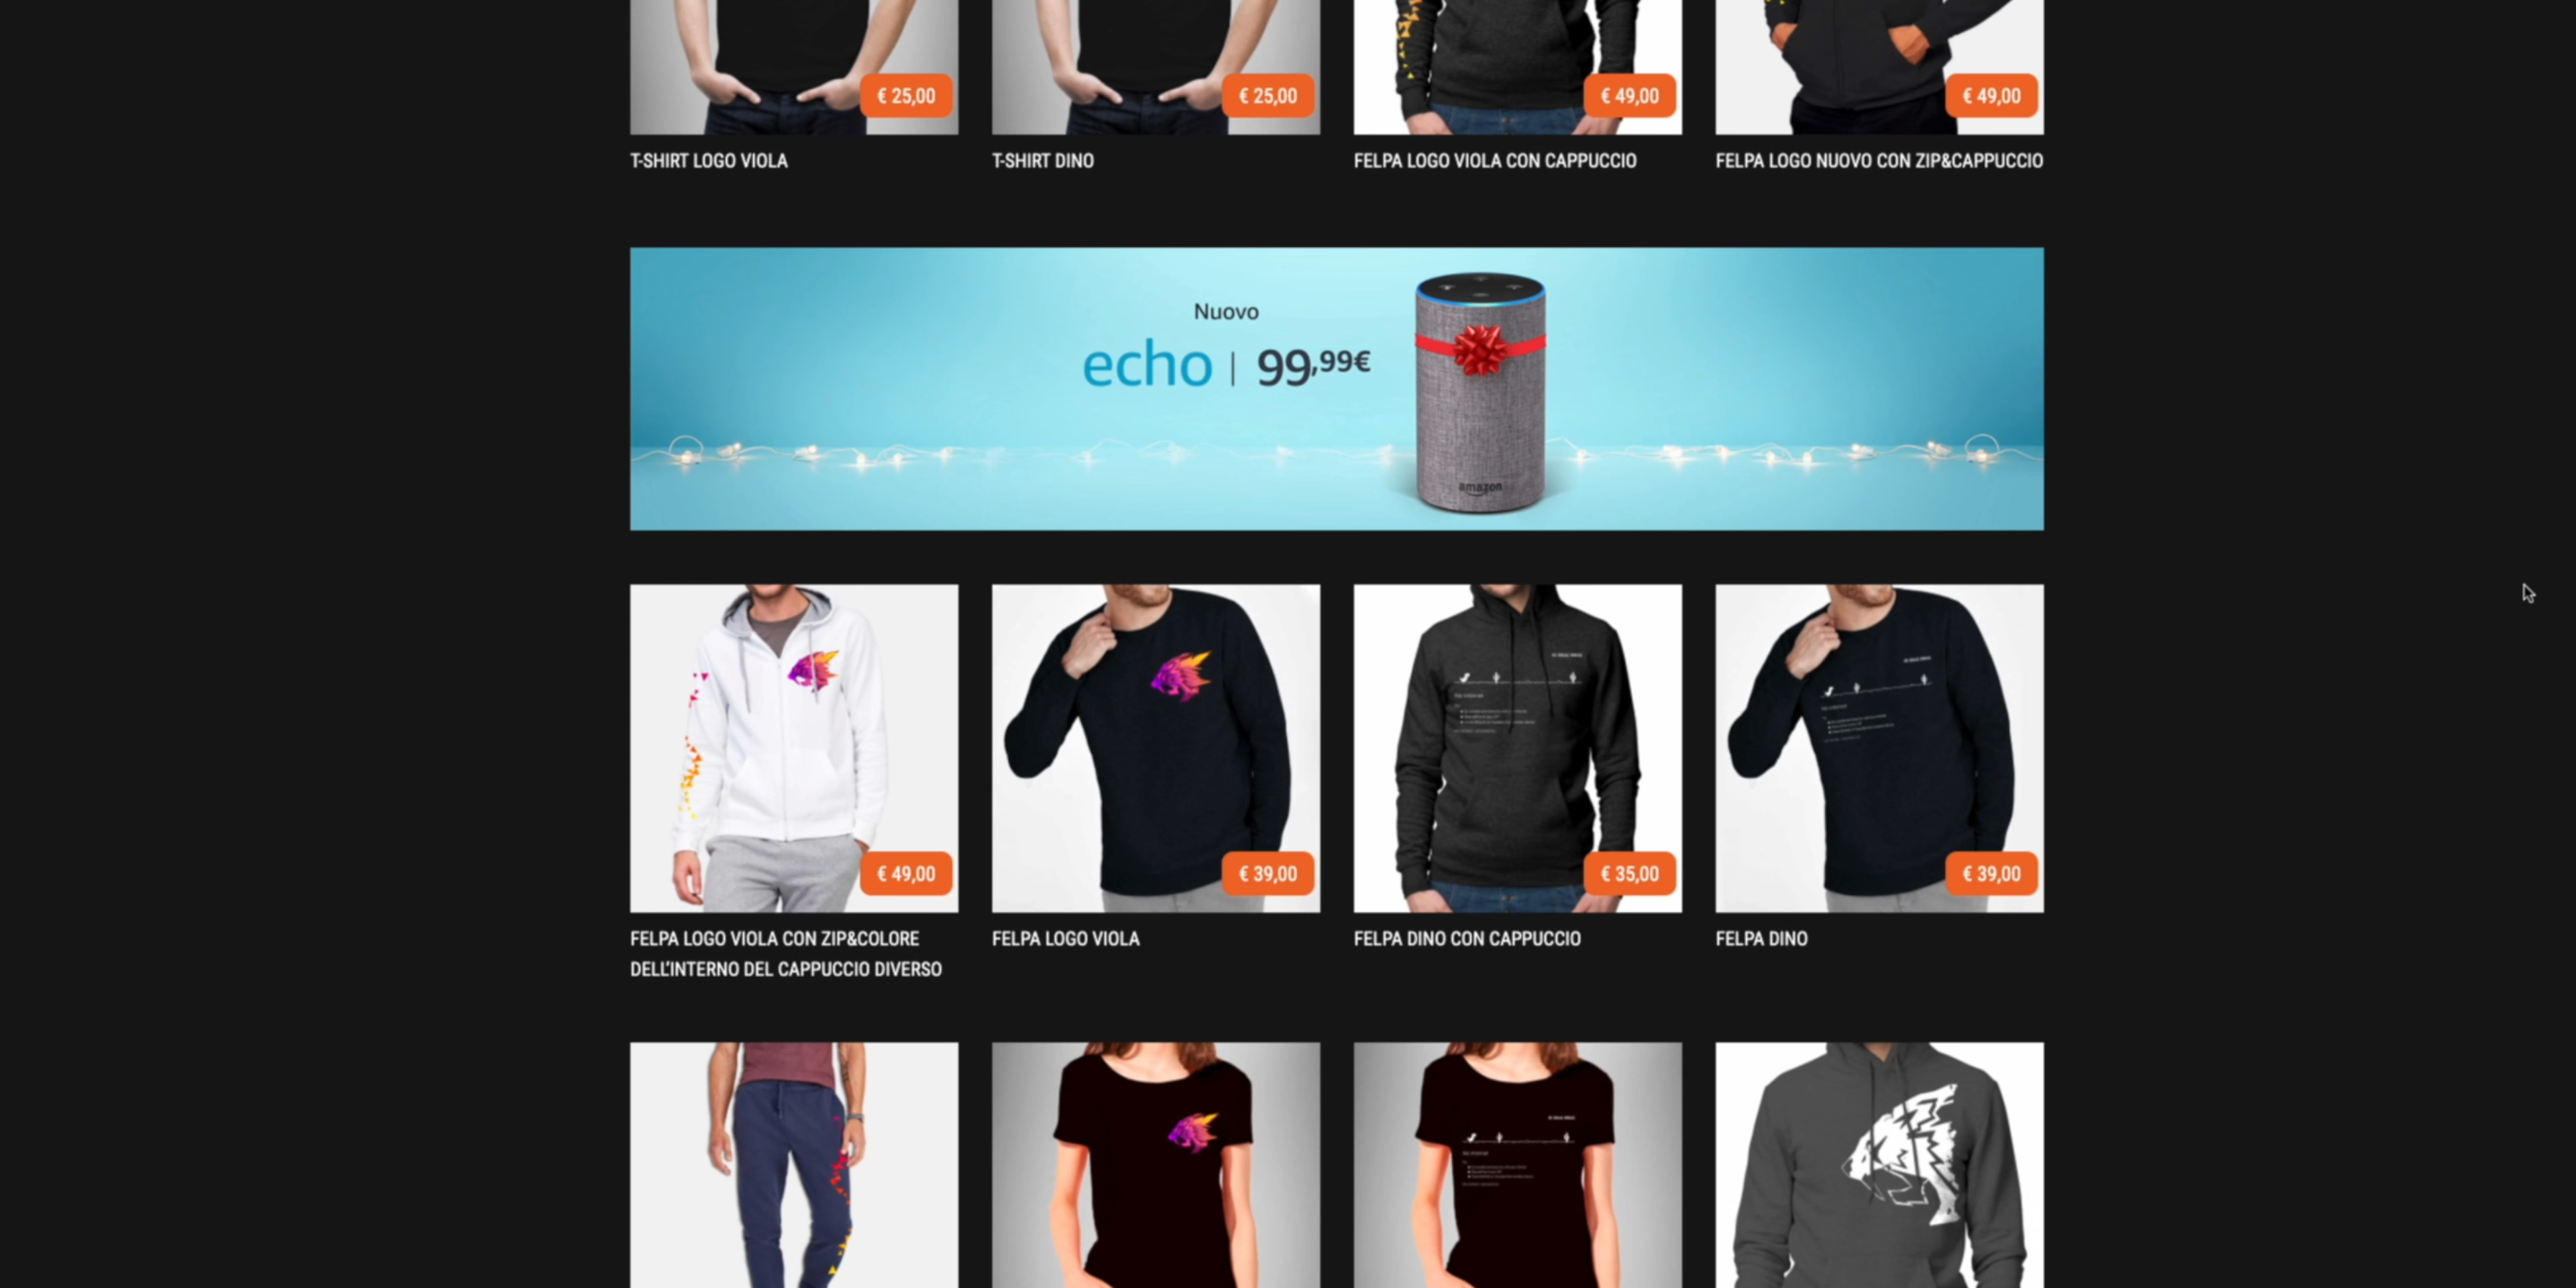 € 25,00
€ 25,00
€ 49,00
€ 49,00
T-SHIRT LOGO VIOLA
T-SHIRT DINO
FELPA LOGO VIOLA CON CAPPUCCIO
FELPA LOGO NUOVO CON ZIP&CAPPUCCIO
Nuovo
echo | 99,99€
amazon
€ 49,00
€ 39,00
€ 35,00
€ 39,00
FELPA LOGO VIOLA CON ZIP&COLORE
DELL'INTERNO DEL CAPPUCCIO DIVERSO
FELPA LOGO VIOLA
FELPA DINO CON CAPPUCCIO
FELPA DINO